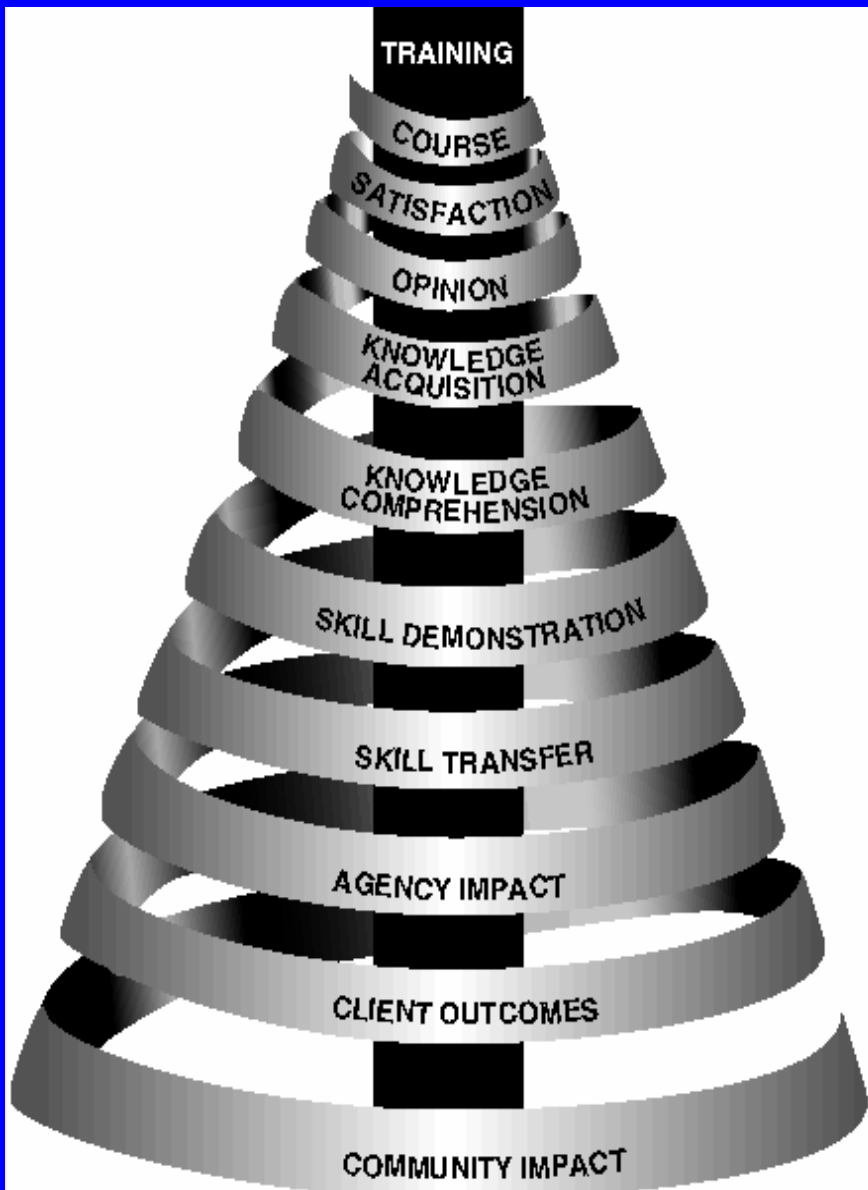 TRAINING
COURSE
SATISFACTION
OPINION
KNOWLEDGE
ACQUISITION
KNOWLEDGE
COMPREHENSION
SKILL DEMONSTRATION
SKILL TRANSFER
AGENCY IMPACT
CLIENT OUTCOMES
COMMUNITY IMPACT